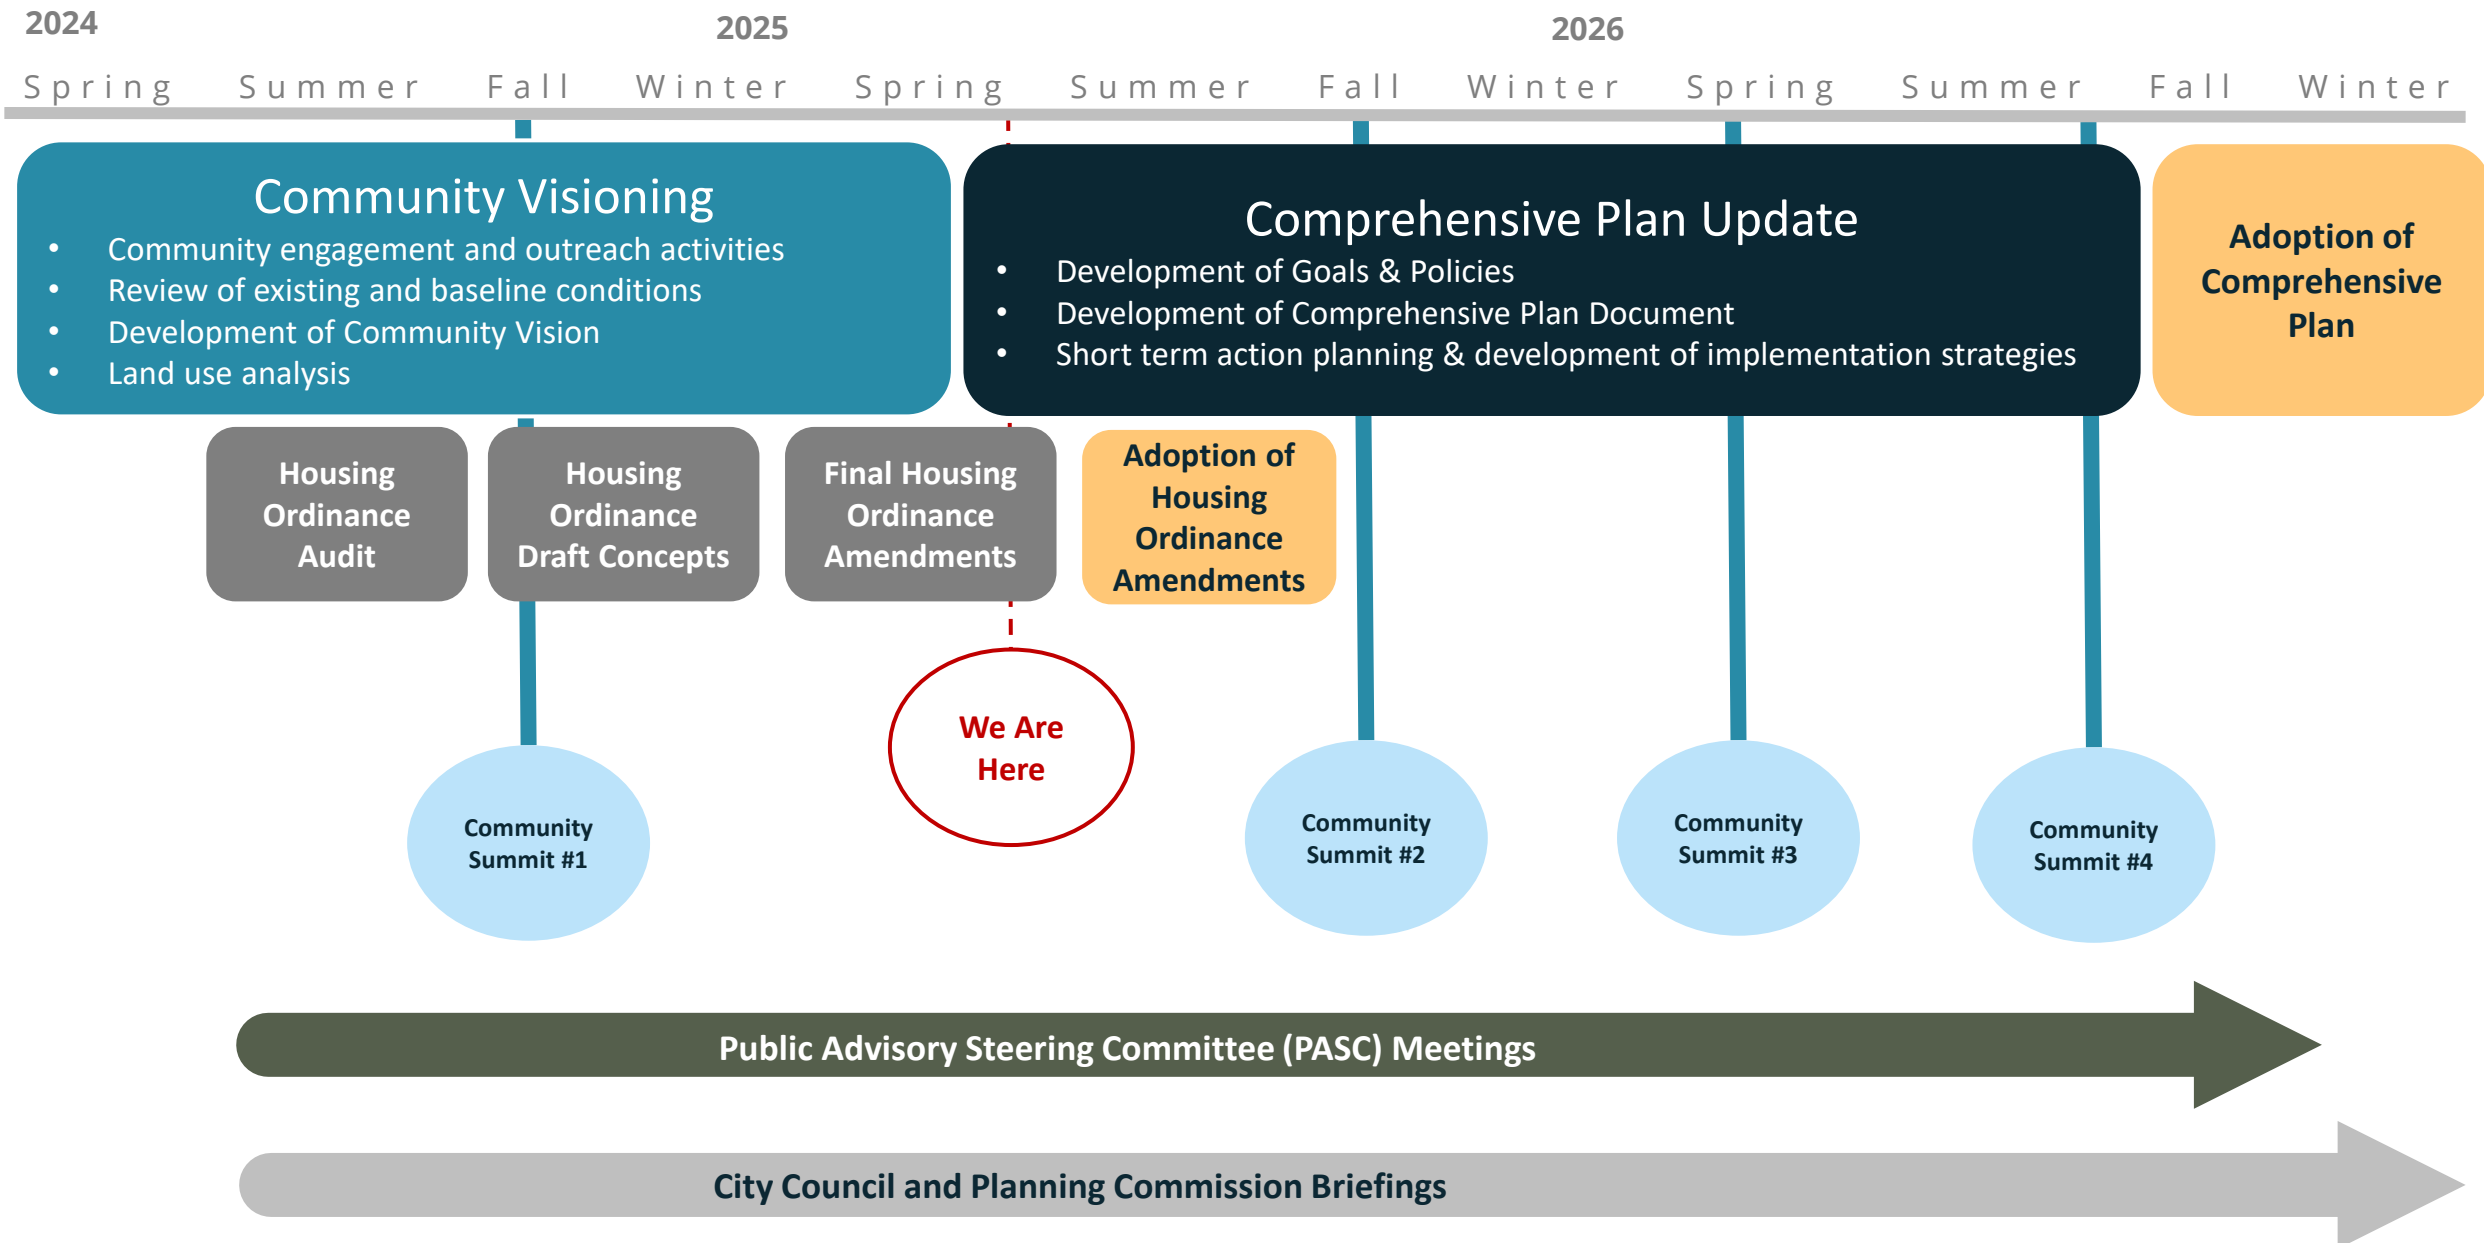 2024 2025 2026
Spring Summer Fall Winter Spring Summer Fall Winter Spring Summer Fall Winter
Community Visioning
• Community engagement and outreach activities
• Review of existing and baseline conditions
• Development of Community Vision
• Land use analysis
Comprehensive Plan Update
• Development of Goals & Policies
• Development of Comprehensive Plan Document
• Short term action planning & development of implementation strategies
Adoption of
Comprehensive
Plan
Housing
Ordinance
Audit
Housing
Ordinance
Draft Concepts
Final Housing
Ordinance
Amendments
Adoption of
Housing
Ordinance
Amendments
We Are
Here
Community
Summit #1
Community
Summit #2
Community
Summit #3
Community
Summit #4
Public Advisory Steering Committee (PASC) Meetings
City Council and Planning Commission Briefings